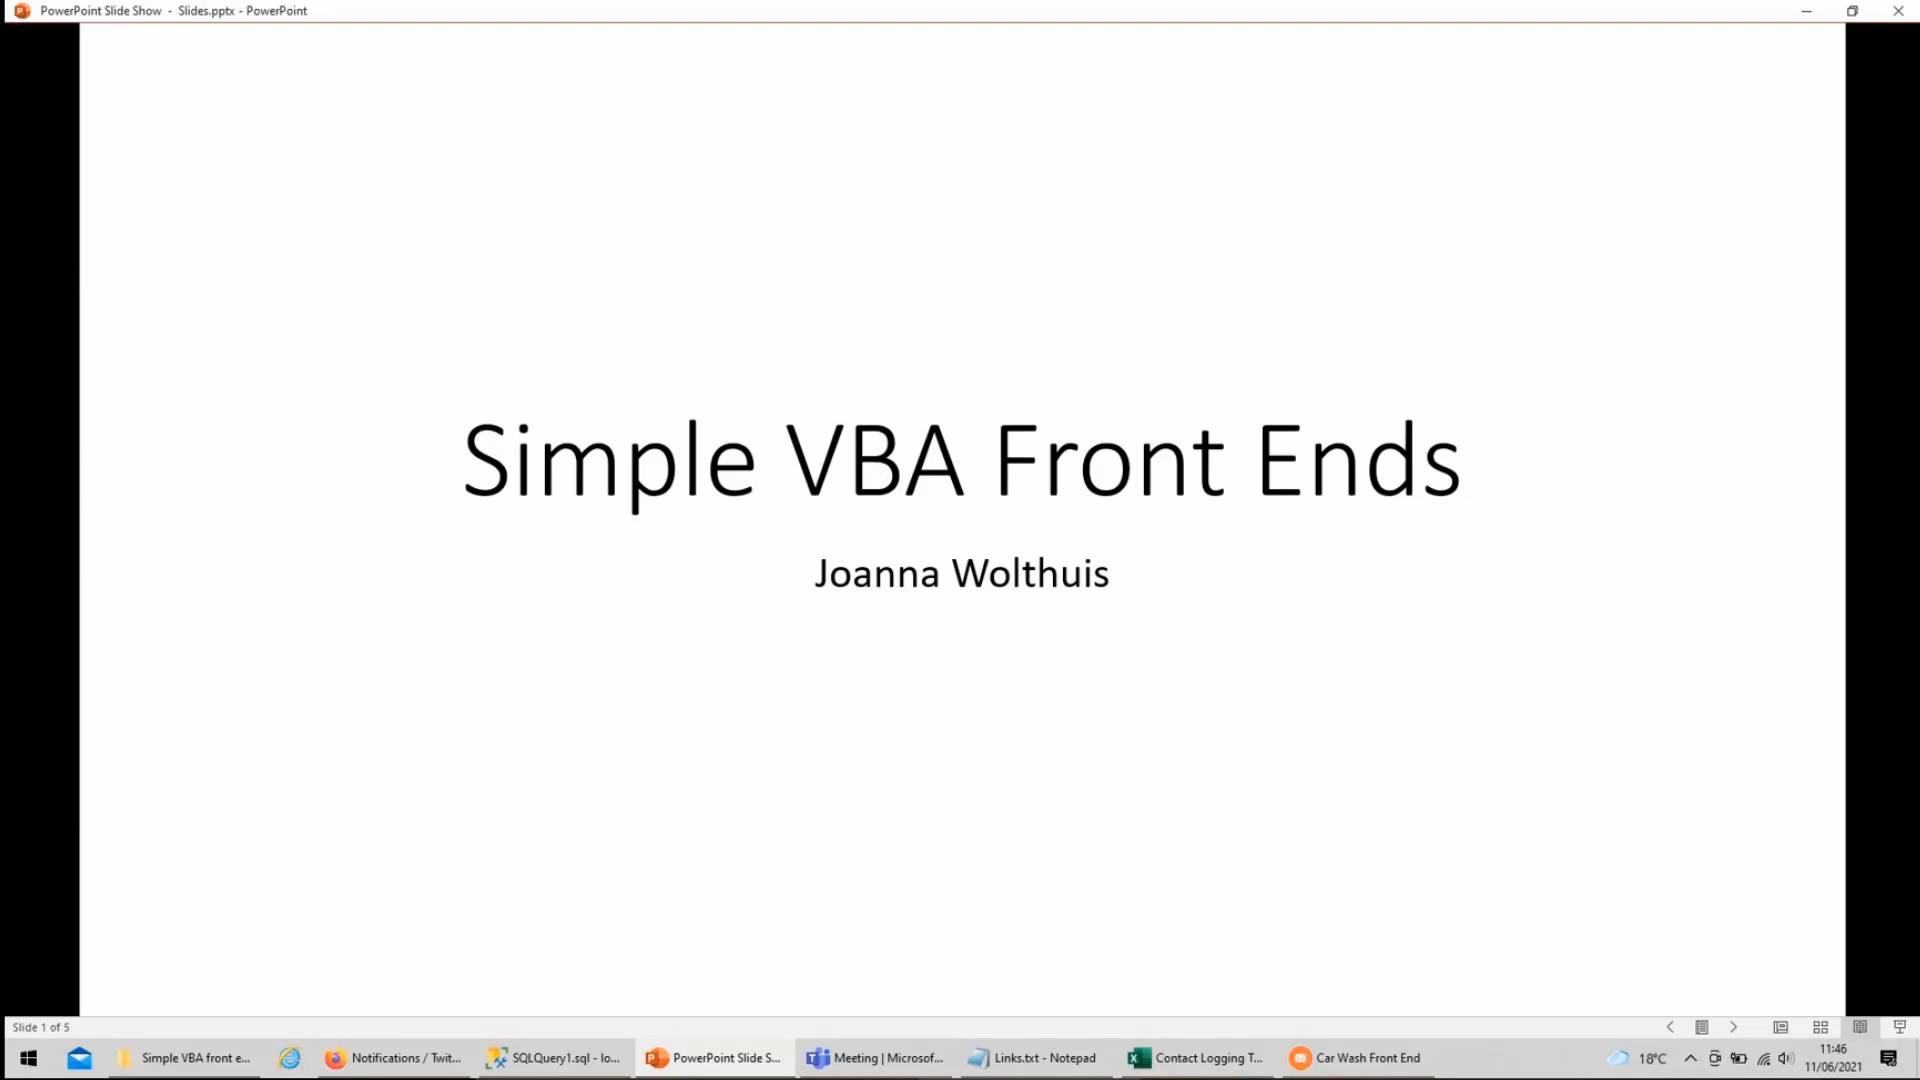 PowerPoint Slide Show - Slides.pptx - PowerPoint
Simple VBA Front Ends
Joanna Wolthuis
Slide 1 of 5
Simple VBA front e...
Notifications / Twit...
SQLQuery1.sql - lo...
PowerPoint Slide S...
Meeting | Microsof...
Links.txt - Notepad
Contact Logging T...
Car Wash Front End
18°C
11:46
11/06/2021